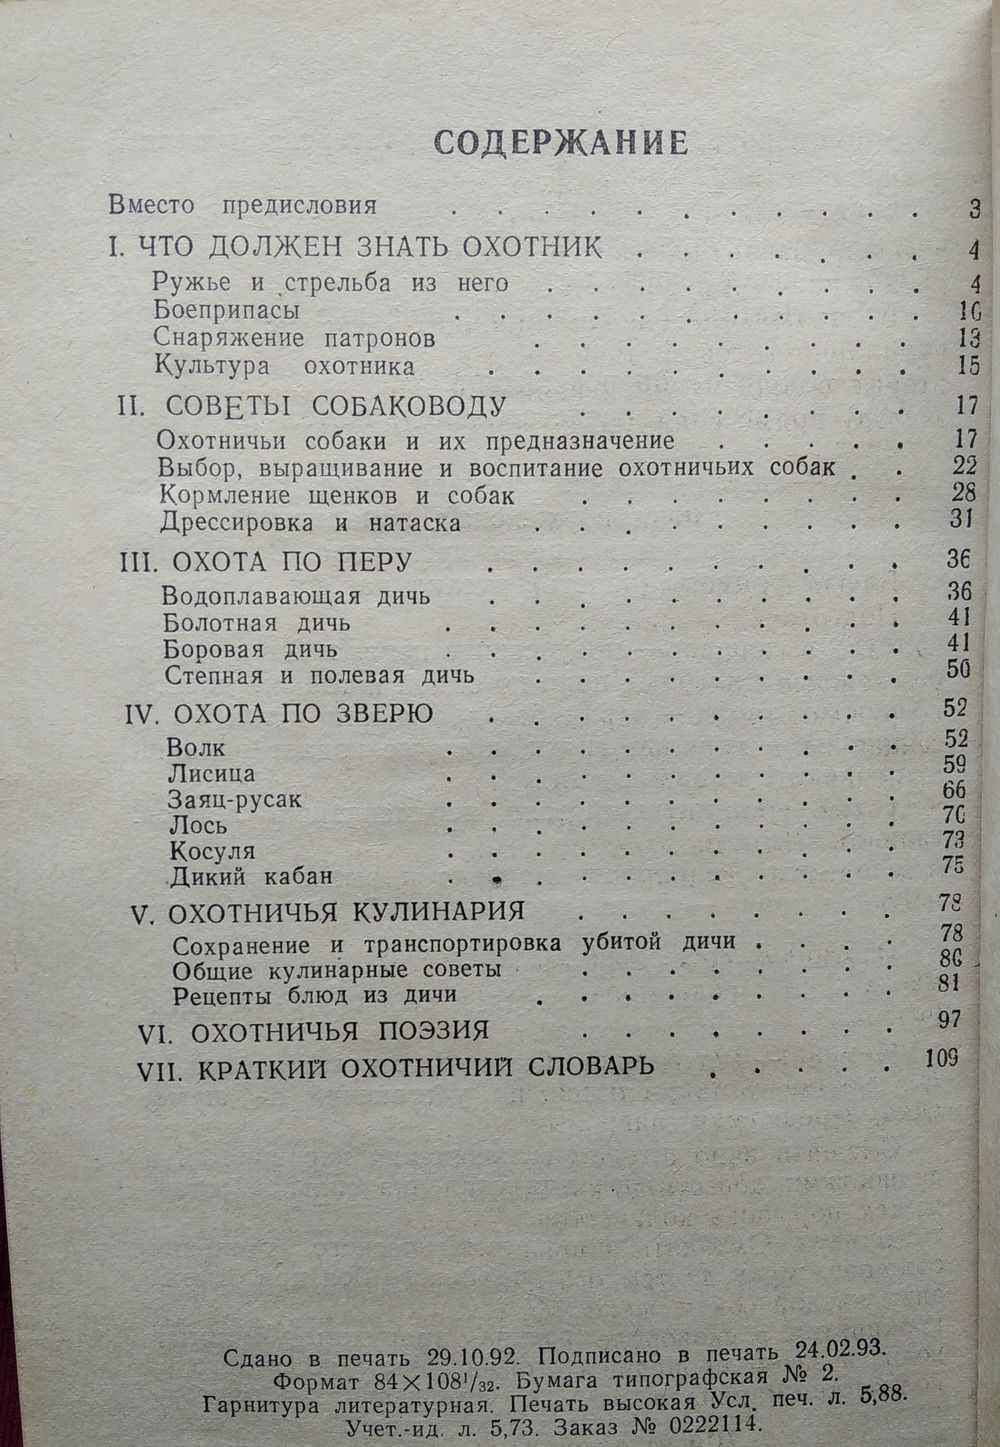 СОДЕРЖАНИЕ
Вместо предисловия . . . . . . . . . . . 3
I. ЧТО ДОЛЖЕН ЗНАТЬ ОХОТНИК . . . . . . . 4
Ружье и стрельба из него . . . . . . . . . 4
Боеприпасы . . . . . . . . . . . 10
Снаряжение патронов . . . . . . . . . 13
Культура охотника . . . . . . . . . . 15
II. СОВЕТЫ СОБАКОВОДУ . . . . . . . . 17
Охотничьи собаки и их предназначение . . . . . 17
Выбор, выращивание и воспитание охотничьих собак . . 22
Кормление щенков и собак . . . . . . . . 28
Дрессировка и натаска . . . . . . . . . 31
III. ОХОТА ПО ПЕРУ . . . . . . . . . . 36
Водоплавающая дичь . . . . . . . . . . 36
Болотная дичь . . . . . . . . . . . 41
Боровая дичь . . . . . . . . . . . 41
Степная и полевая дичь . . . . . . . . . 50
IV. ОХОТА ПО ЗВЕРЮ . . . . . . . . . . 52
Волк . . . . . . . . . . . 52
Лисица . . . . . . . . . . . 59
Заяц-русак . . . . . . . . . . . 66
Лось . . . . . . . . . . . 70
Косуля . . . . . . . . . . . 73
Дикий кабан . . . . . . . . . . . 75
V. ОХОТНИЧЬЯ КУЛИНАРИЯ . . . . . . . . 78
Сохранение и транспортировка убитой дичи . . . . 78
Общие кулинарные советы . . . . . . . . 80
Рецепты блюд из дичи . . . . . . . . . 81
VI. ОХОТНИЧЬЯ ПОЭЗИЯ . . . . . . . . 97
VII. КРАТКИЙ ОХОТНИЧИЙ СЛОВАРЬ . . . . . 109
Сдано в печать 29.10.92. Подписано в печать 24.02.93.
Формат 84×108¹/₃₂. Бумага типографская № 2.
Гарнитура литературная. Печать высокая Усл. печ. л. 5,88.
Учет.-ид. л. 5,73. Заказ № 0222114.